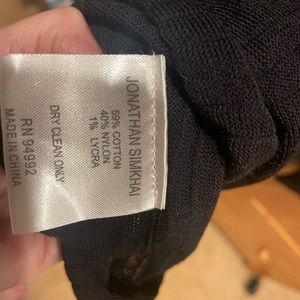 JONATHAN SIMKHAI
59% COTTON
40% NYLON
1% LYCRA
DRY CLEAN ONLY
RN 94992
MADE IN CHINA